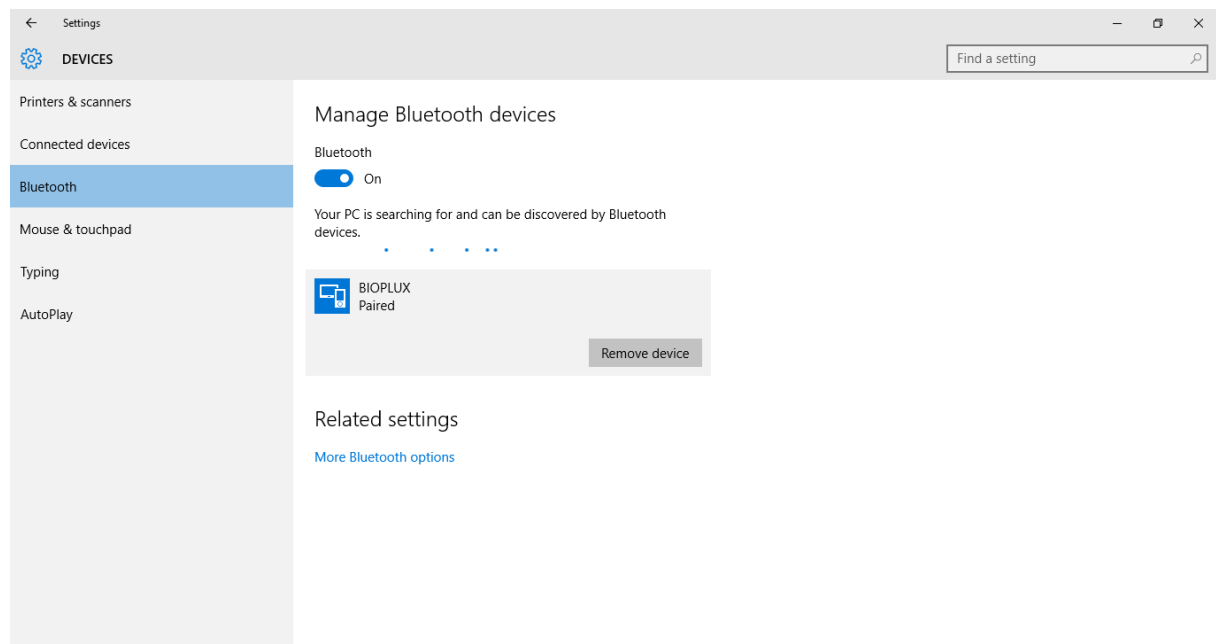 Settings
DEVICES
Find a setting
Printers & scanners
Connected devices
Bluetooth
Mouse & touchpad
Typing
AutoPlay
Manage Bluetooth devices
Bluetooth
On
Your PC is searching for and can be discovered by Bluetooth
devices.
BIOPLUX
Paired
Remove device
Related settings
More Bluetooth options